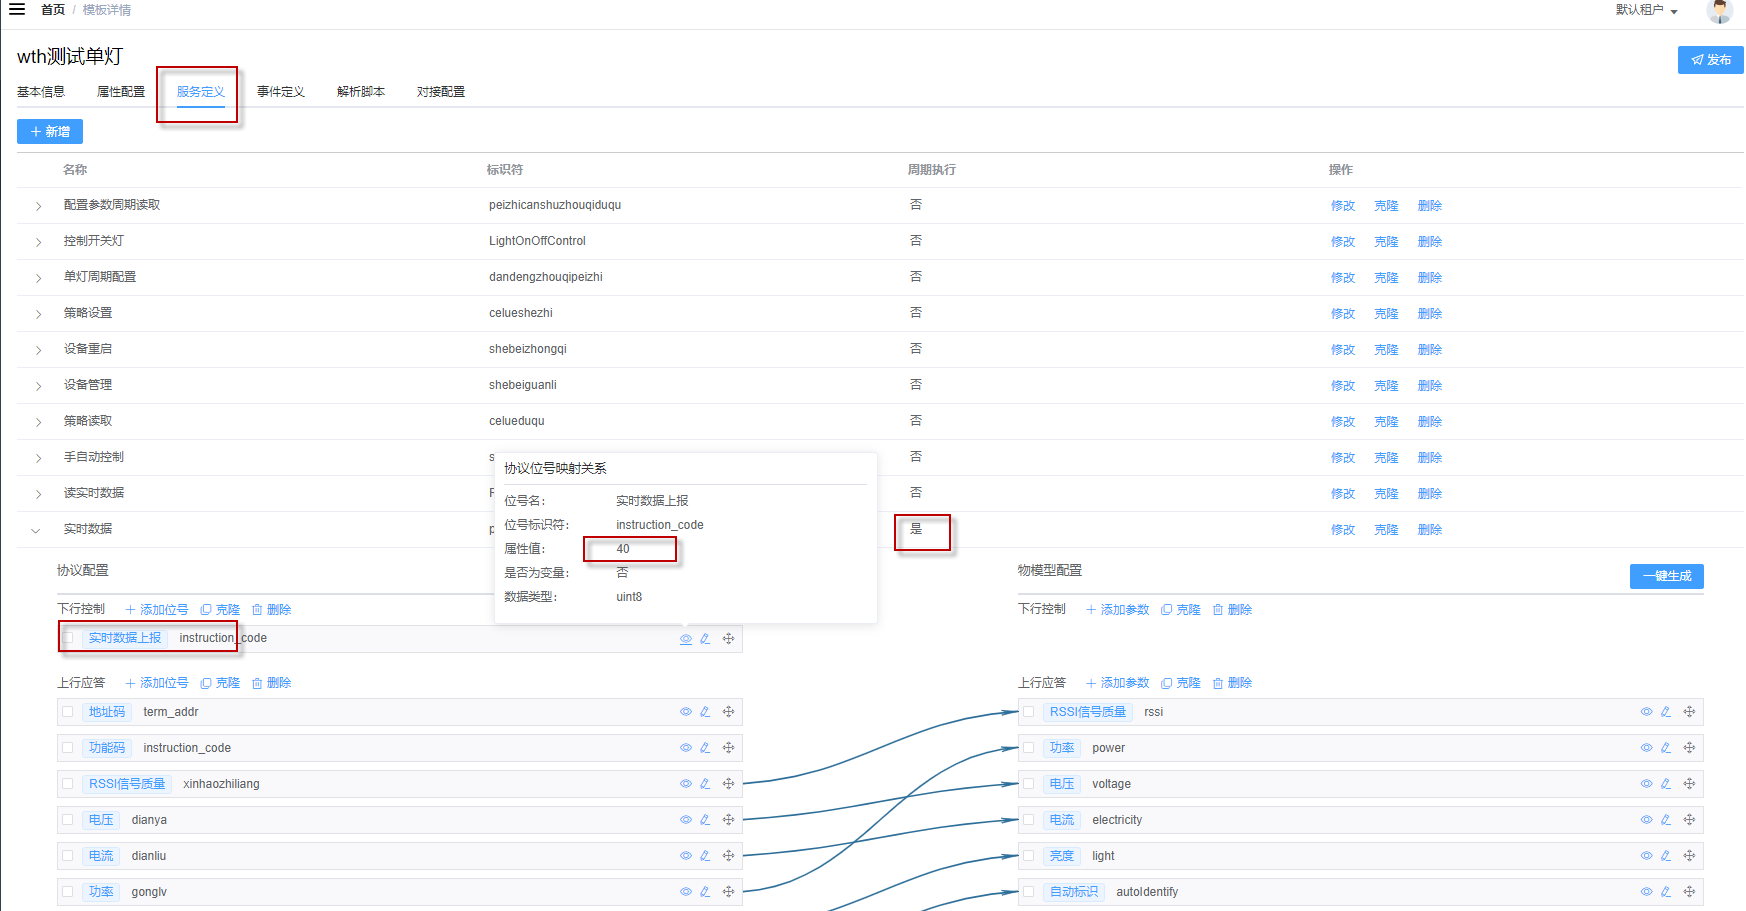 首页 / 模板详情 默认租户
wth测试单灯
发布
基本信息 属性配置 服务定义 事件定义 解析脚本 对接配置
+ 新增
名称 标识符 周期执行 操作
配置参数周期读取 peizhicanshuzhouqiduqu 否 修改 克隆 删除
控制开关灯 LightOnOffControl 否 修改 克隆 删除
单灯周期配置 dandengzhouqipeizhi 否 修改 克隆 删除
策略设置 celueshezhi 否 修改 克隆 删除
设备重启 shebeizhongqi 否 修改 克隆 删除
设备管理 shebeiguanli 否 修改 克隆 删除
策略读取 celueduqu 否 修改 克隆 删除
手自动控制 s 否 修改 克隆 删除
读实时数据 否 修改 克隆 删除
实时数据 p 是 修改 克隆 删除
协议位号映射关系
位号名: 实时数据上报
位号标识符: instruction_code
属性值: 40
是否为变量: 否
数据类型: uint8
协议配置 物模型配置 一键生成
下行控制 + 添加位号 克隆 删除 下行控制 + 添加参数 克隆 删除
实时数据上报 instruction_code
上行应答 + 添加位号 克隆 删除 上行应答 + 添加参数 克隆 删除
地址码 term_addr RSSI信号质量 rssi
功能码 instruction_code 功率 power
RSSI信号质量 xinhaozhiliang 电压 voltage
电压 dianya 电流 electricity
电流 dianliu 亮度 light
功率 gonglv 自动标识 autoIdentify